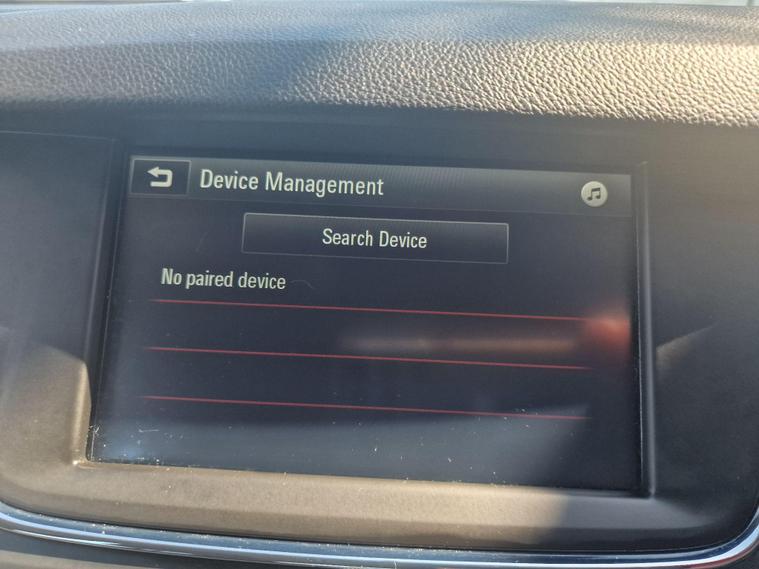 Device Management
Search Device
No paired device